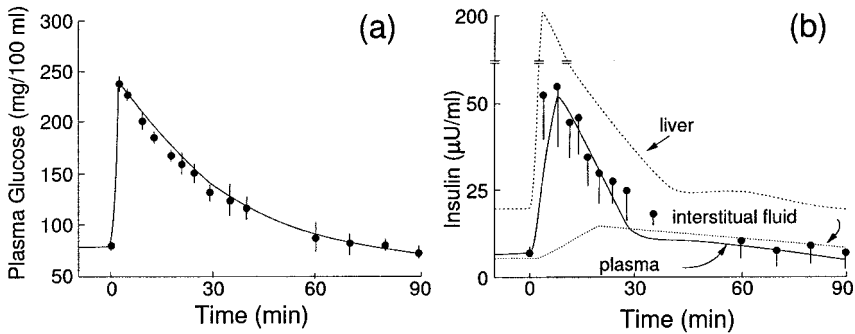 (a)
Plasma Glucose (mg/100 ml)
300
250
200
150
100
50
0
30
60
90
Time (min)
(b)
Insulin (μU/ml)
200
50
25
0
liver
interstitual fluid
plasma
0
30
60
90
Time (min)